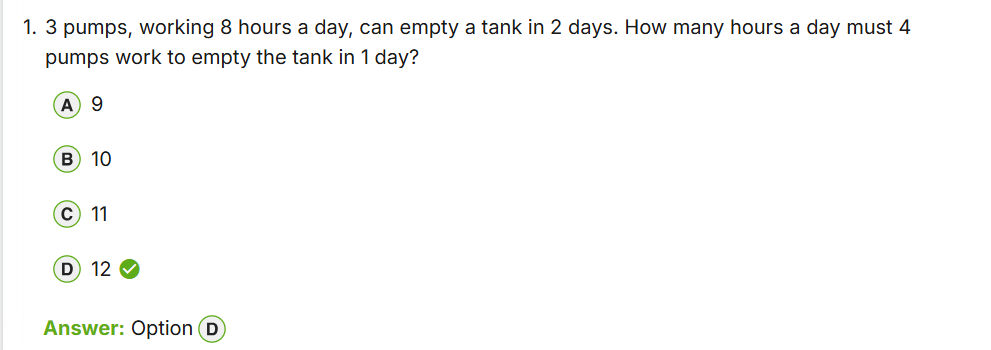 1. 3 pumps, working 8 hours a day, can empty a tank in 2 days. How many hours a day must 4
pumps work to empty the tank in 1 day?
A 9
B 10
C 11
D 12
Answer: Option D